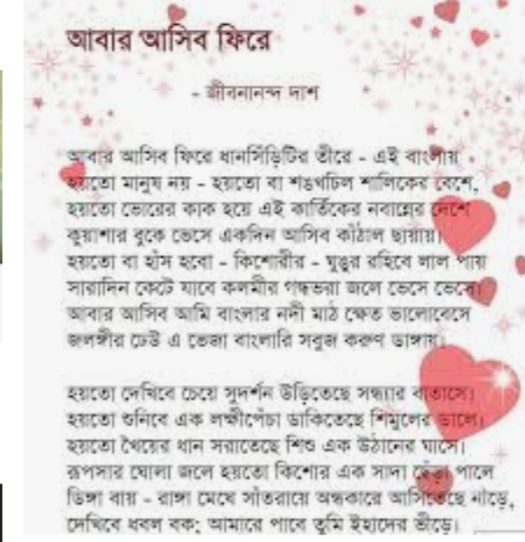 আবার আসিব ফিরে
- জীবনানন্দ দাশ
আবার আসিব ফিরে ধানসিঁড়িটির তীরে - এই বাংলায়
হয়তো মানুষ নয় - হয়তো বা শঙখচিল শালিকের বেশে,
হয়তো ভোরের কাক হয়ে এই কার্তিকের নবান্নের দেশে
কুয়াশার বুকে ভেসে একদিন আসিব কাঁঠাল ছায়ায়।
হয়তো বা হাঁস হবো - কিশোরীর - ঘুঙুর রহিবে লাল পায়
সারাদিন কেটে যাবে কলমীর গন্ধভরা জলে ভেসে ভেসে।
আবার আসিব আমি বাংলার নদী মাঠ ক্ষেত ভালোবেসে
জলঙ্গীর ঢেউ এ ভেজা বাংলারি সবুজ করুণ ডাঙ্গায়।
হয়তো দেখিবে চেয়ে সুদর্শন উড়িতেছে সন্ধ্যার বাতাসে।
হয়তো শুনিবে এক লক্ষীপেঁচা ডাকিতেছে শিমুলের ডালে।
হয়তো খৈয়ের ধান সরাতেছে শিশু এক উঠানের ঘাসে।
রূপসার ঘোলা জলে হয়তো কিশোর এক সাদা ছেঁড়া পালে
ডিঙ্গা বায় - রাঙ্গা মেঘে সাঁতরায়ে অন্ধকারে আসিতেছে নীড়ে,
দেখিবে ধবল বক; আমারে পাবে তুমি ইহাদের ভীড়ে।